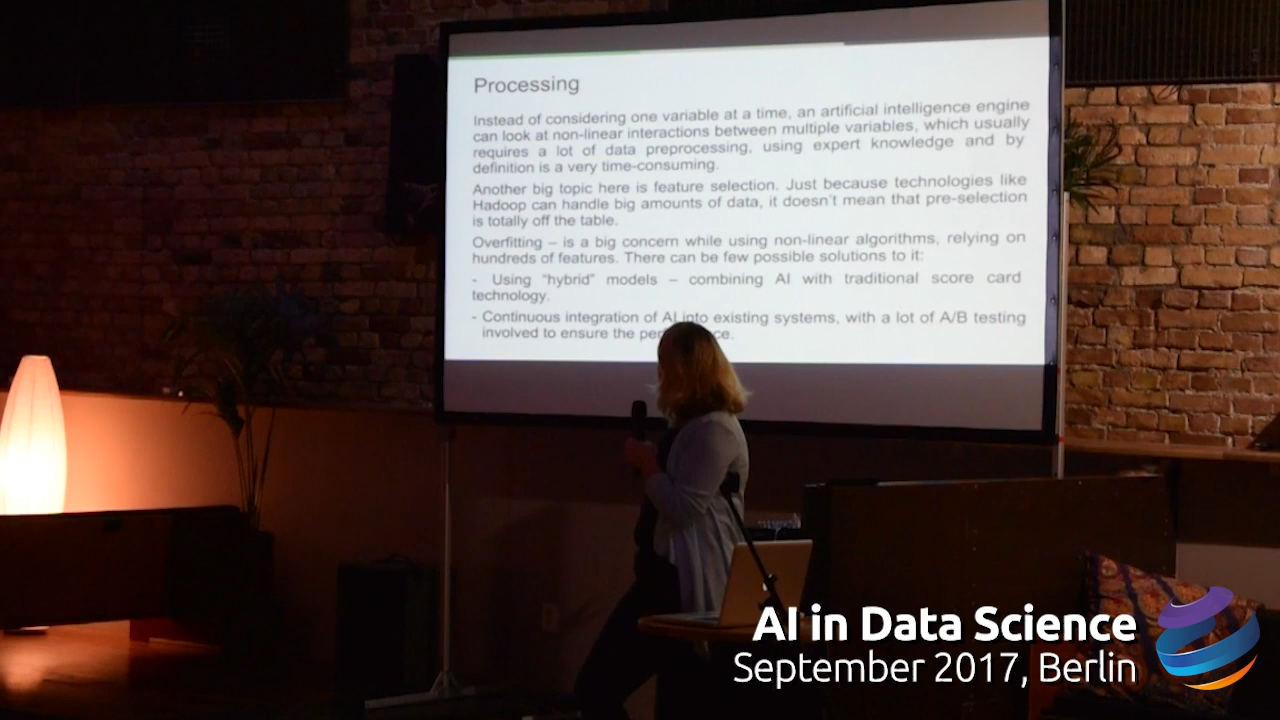 Processing
Instead of considering one variable at a time, an artificial intelligence engine
can look at non-linear interactions between multiple variables, which usually
requires a lot of data preprocessing, using expert knowledge and by
definition is a very time-consuming.
Another big topic here is feature selection. Just because technologies like
Hadoop can handle big amounts of data, it doesn't mean that pre-selection
is totally off the table.
Overfitting – is a big concern while using non-linear algorithms, relying on
hundreds of features. There can be few possible solutions to it:
- Using "hybrid" models – combining AI with traditional score card
technology.
- Continuous integration of AI into existing systems, with a lot of A/B testing
involved to ensure the
AI in Data Science
September 2017, Berlin